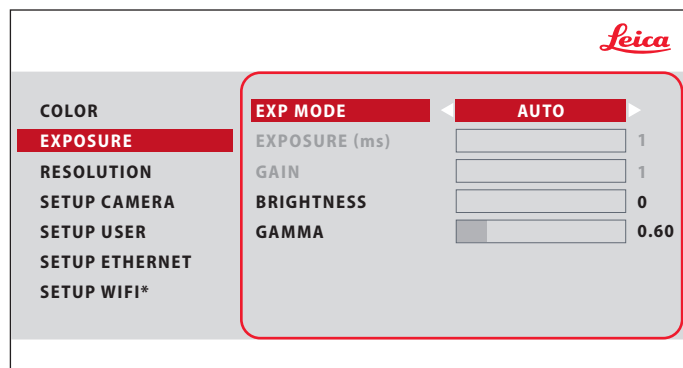 Leica
COLOR
EXPOSURE
RESOLUTION
SETUP CAMERA
SETUP USER
SETUP ETHERNET
SETUP WIFI*
EXP MODE AUTO
EXPOSURE (ms) 1
GAIN 1
BRIGHTNESS 0
GAMMA 0.60